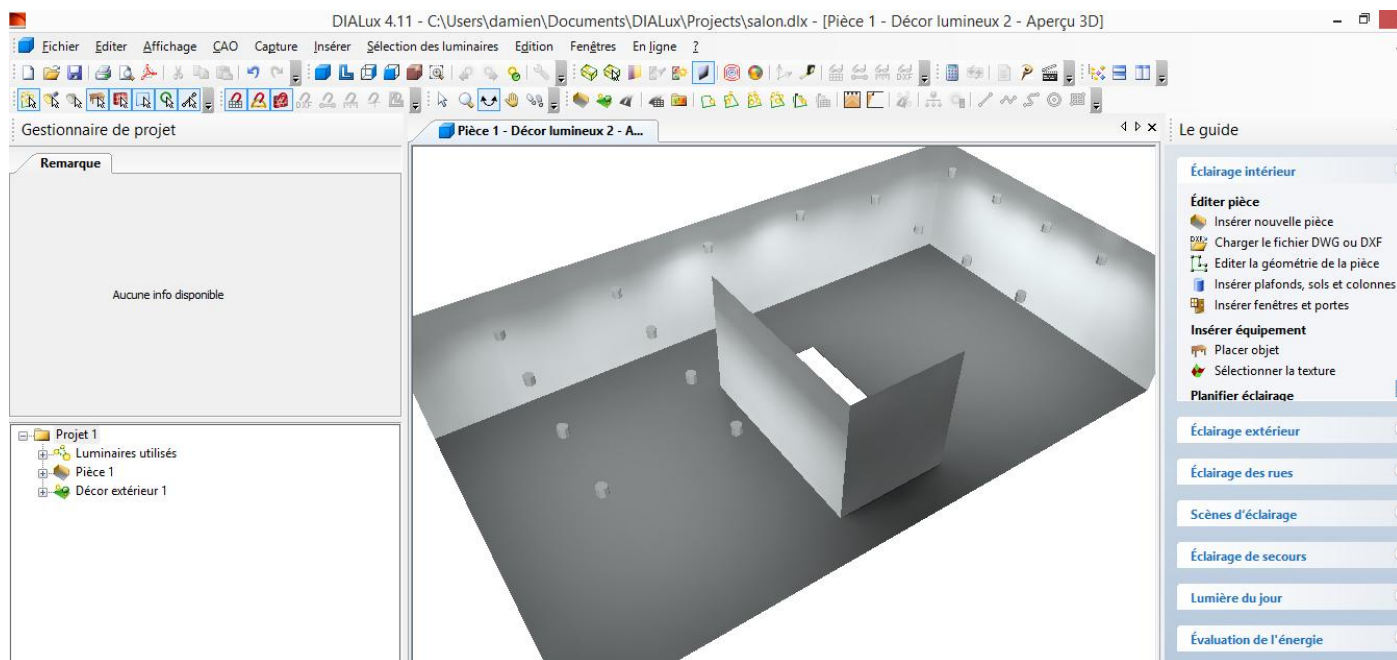 DIALux 4.11 - C:\Users\damien\Documents\DIALux\Projects\salon.dlx - [Pièce 1 - Décor lumineux 2 - Aperçu 3D]
Fichier Editer Affichage CAO Capture Insérer Sélection des luminaires Edition Fenêtres En ligne ?
Gestionnaire de projet
Remarque
Aucune info disponible
Projet 1
Luminaires utilisés
Pièce 1
Décor extérieur 1
Pièce 1 - Décor lumineux 2 - A...
Le guide
Éclairage intérieur
Éditer pièce
Insérer nouvelle pièce
Charger le fichier DWG ou DXF
Editer la géométrie de la pièce
Insérer plafonds, sols et colonnes
Insérer fenêtres et portes
Insérer équipement
Placer objet
Sélectionner la texture
Planifier éclairage
Éclairage extérieur
Éclairage des rues
Scènes d'éclairage
Éclairage de secours
Lumière du jour
Évaluation de l'énergie